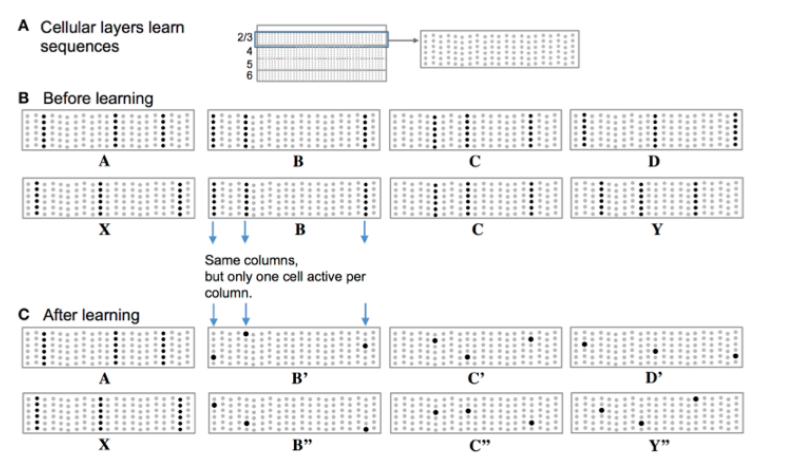 A Cellular layers learn
sequences
2/3
4
5
6
B Before learning
A B C D
X B C Y
Same columns,
but only one cell active per
column.
C After learning
A B’ C’ D’
X B” C” Y”